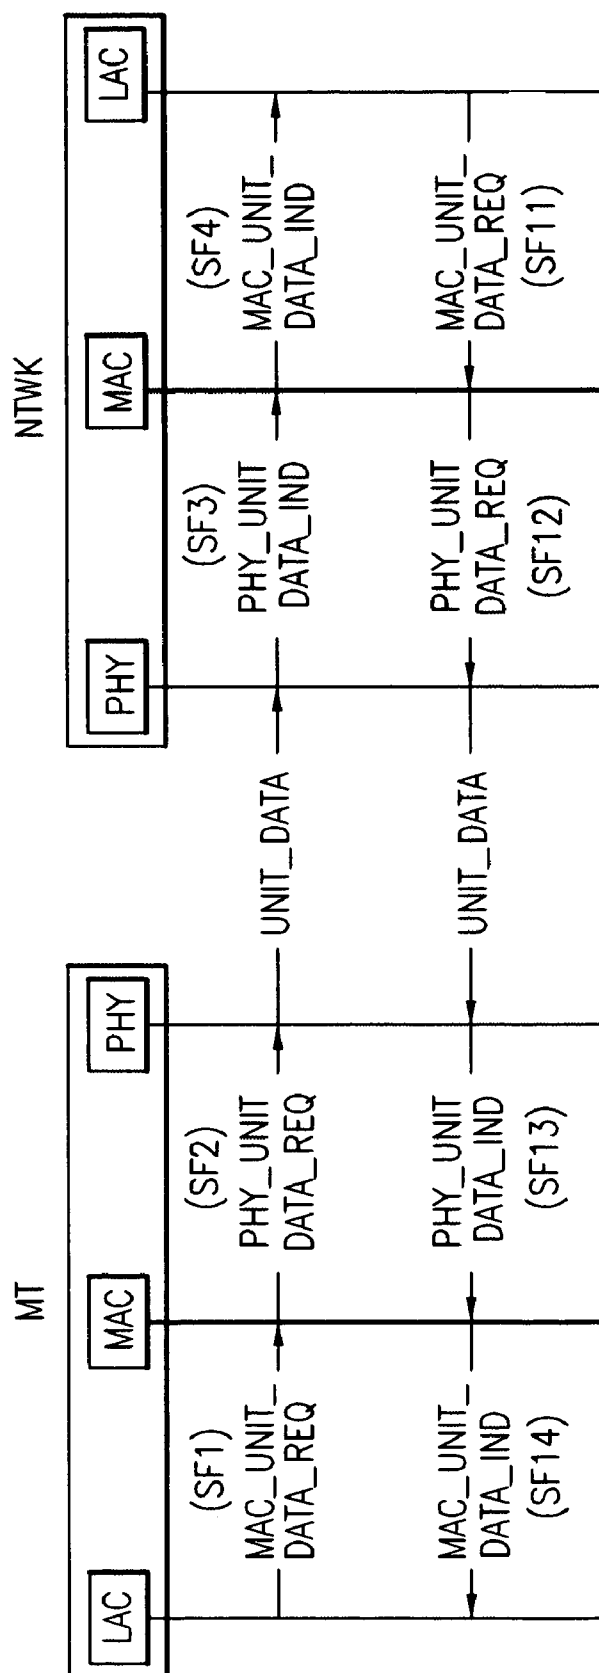 MT
NTWK
LAC
MAC
PHY
PHY
MAC
LAC
(SF1)
MAC_UNIT_
DATA_REQ
(SF2)
PHY_UNIT
DATA_REQ
UNIT_DATA
(SF3)
PHY_UNIT
DATA_IND
(SF4)
MAC_UNIT_
DATA_IND
MAC_UNIT_
DATA_IND
(SF14)
PHY_UNIT
DATA_IND
(SF13)
UNIT_DATA
PHY_UNIT
DATA_REQ
(SF12)
MAC_UNIT_
DATA_REQ
(SF11)